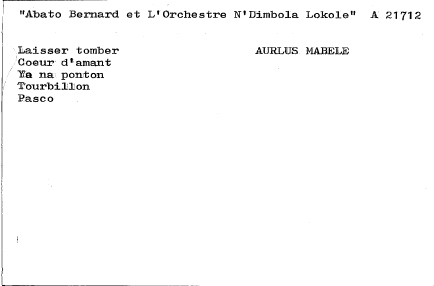 "Abato Bernard et L'Orchestre N'Dimbola Lokole" A 21712
Laisser tomber AURLUS MABELE
Coeur d'amant
Ya na ponton
Tourbillon
Pasco